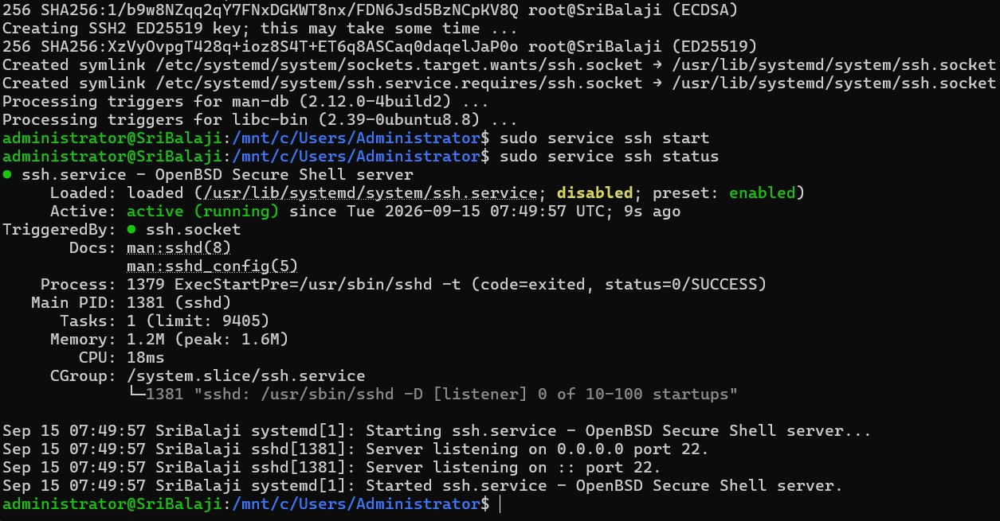 256 SHA256:1/b9w8NZqq2qY7FNxDGKWT8nx/FDN6Jsd5BzNCpKV8Q root@SriBalaji (ECDSA)
Creating SSH2 ED25519 key; this may take some time ...
256 SHA256:XzVyOvpgT428q+ioz8S4T+ET6q8ASCaq0daqelJaP0o root@SriBalaji (ED25519)
Created symlink /etc/systemd/system/sockets.target.wants/ssh.socket → /usr/lib/systemd/system/ssh.socket
Created symlink /etc/systemd/system/ssh.service.requires/ssh.socket → /usr/lib/systemd/system/ssh.socket
Processing triggers for man-db (2.12.0-4build2) ...
Processing triggers for libc-bin (2.39-0ubuntu8.8) ...
administrator@SriBalaji:/mnt/c/Users/Administrator$ sudo service ssh start
administrator@SriBalaji:/mnt/c/Users/Administrator$ sudo service ssh status
● ssh.service - OpenBSD Secure Shell server
     Loaded: loaded (/usr/lib/systemd/system/ssh.service; disabled; preset: enabled)
     Active: active (running) since Tue 2026-09-15 07:49:57 UTC; 9s ago
TriggeredBy: ● ssh.socket
       Docs: man:sshd(8)
             man:sshd_config(5)
    Process: 1379 ExecStartPre=/usr/sbin/sshd -t (code=exited, status=0/SUCCESS)
   Main PID: 1381 (sshd)
      Tasks: 1 (limit: 9405)
     Memory: 1.2M (peak: 1.6M)
        CPU: 18ms
     CGroup: /system.slice/ssh.service
             └─1381 "sshd: /usr/sbin/sshd -D [listener] 0 of 10-100 startups"

Sep 15 07:49:57 SriBalaji systemd[1]: Starting ssh.service - OpenBSD Secure Shell server...
Sep 15 07:49:57 SriBalaji sshd[1381]: Server listening on 0.0.0.0 port 22.
Sep 15 07:49:57 SriBalaji sshd[1381]: Server listening on :: port 22.
Sep 15 07:49:57 SriBalaji systemd[1]: Started ssh.service - OpenBSD Secure Shell server.
administrator@SriBalaji:/mnt/c/Users/Administrator$